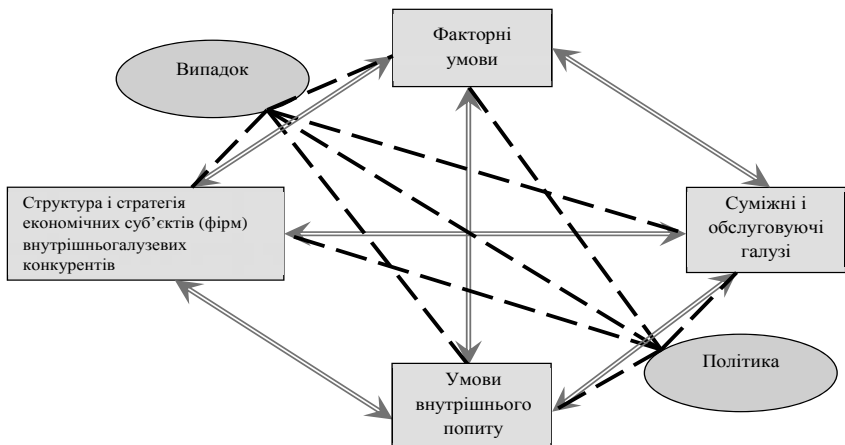 Факторні
умови
Випадок
Структура і стратегія
економічних суб’єктів (фірм)
внутрішньогалузевих
конкурентів
Суміжні і
обслуговуючі
галузі
Умови
внутрішнього
попиту
Політика